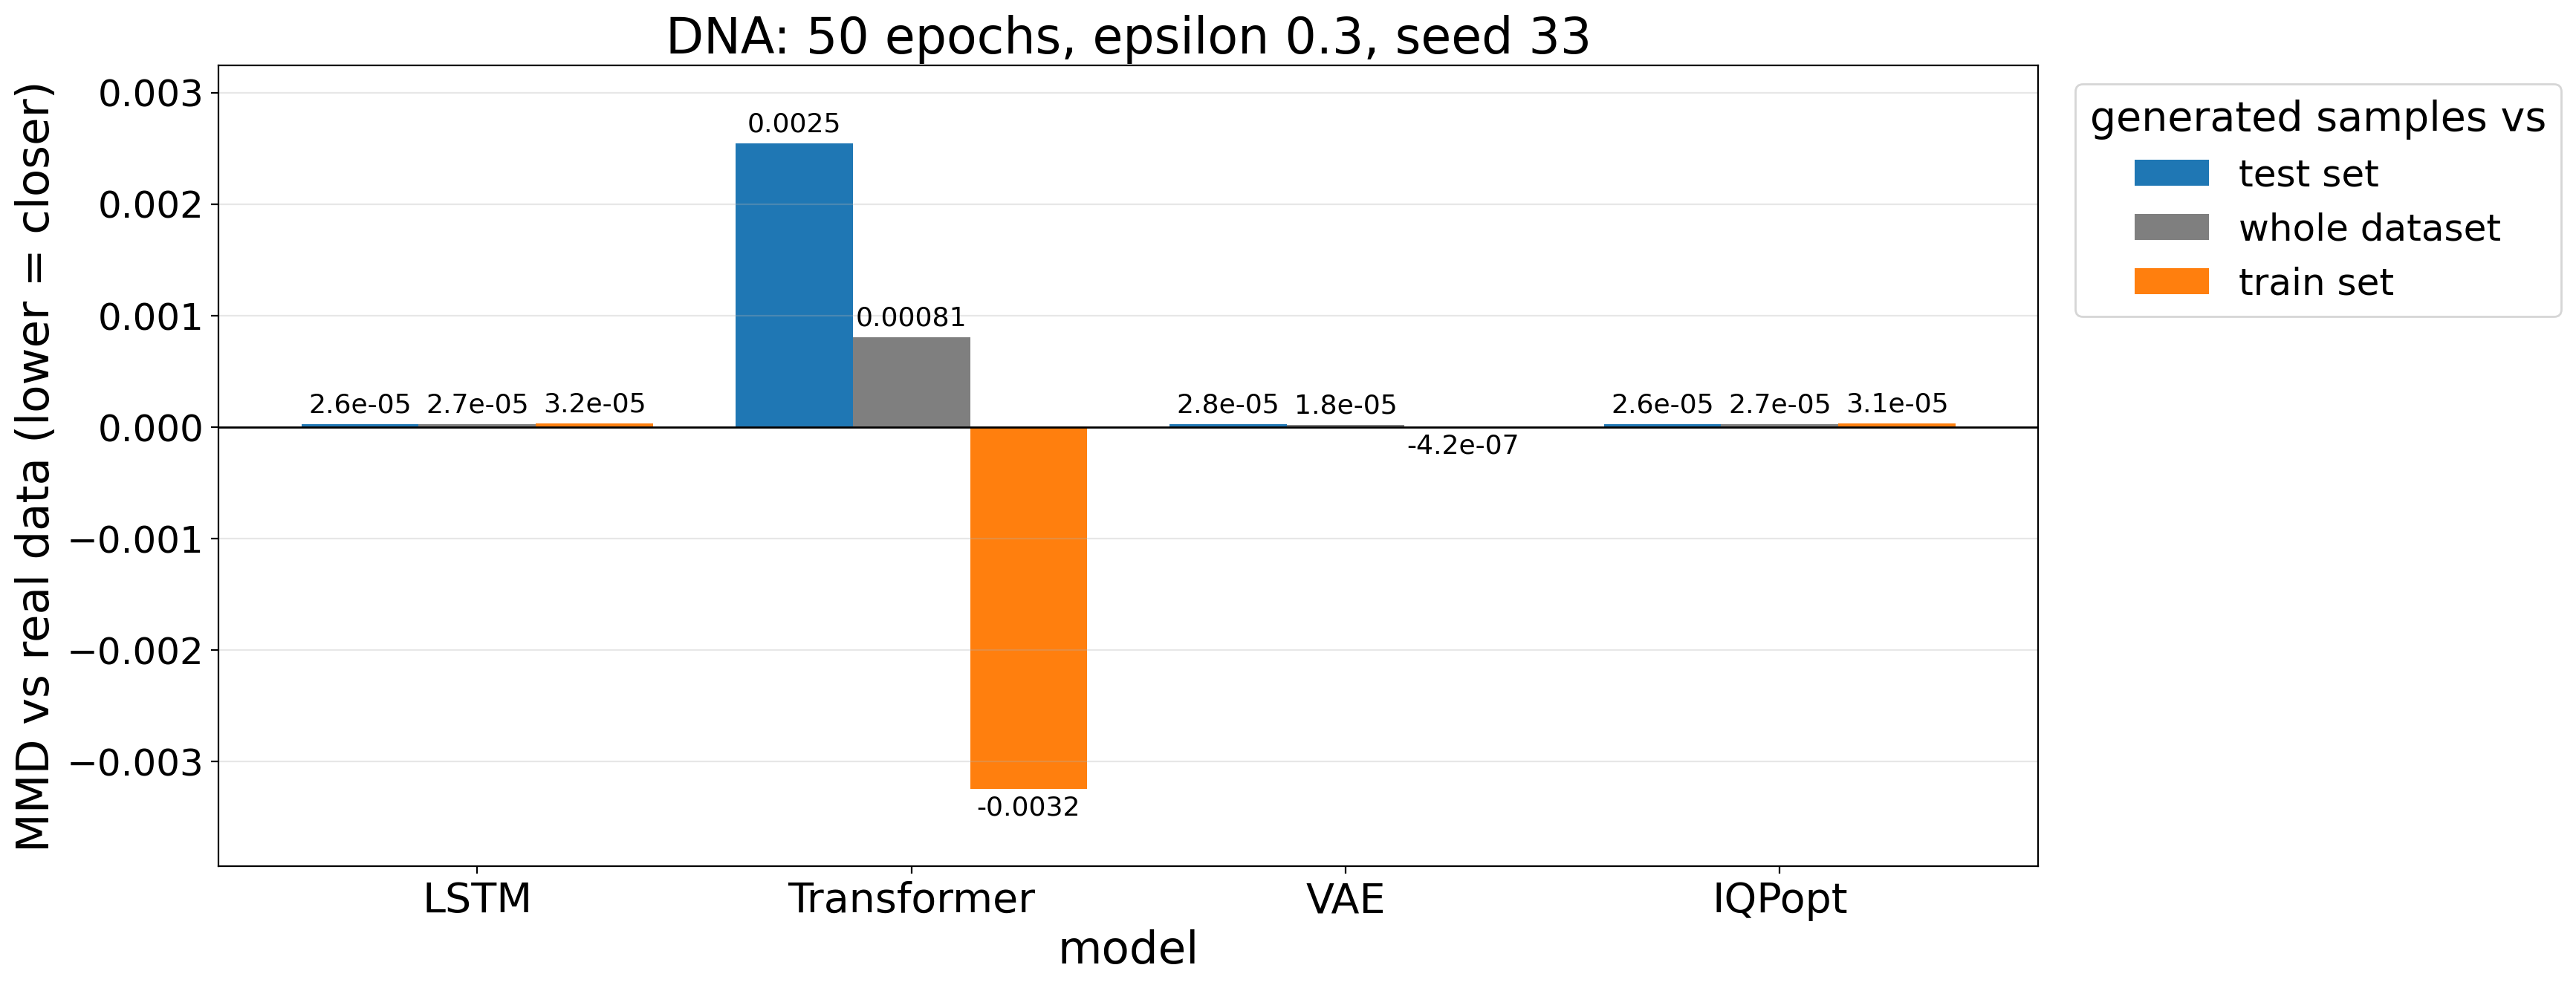 DNA: 50 epochs, epsilon 0.3, seed 33
MMD vs real data (lower = closer)
0.003
0.002
0.001
0.000
−0.001
−0.002
−0.003
2.6e-05 2.7e-05 3.2e-05
0.0025
0.00081
-0.0032
2.8e-05 1.8e-05
-4.2e-07
2.6e-05 2.7e-05 3.1e-05
LSTM Transformer VAE IQPopt
model
generated samples vs
test set
whole dataset
train set